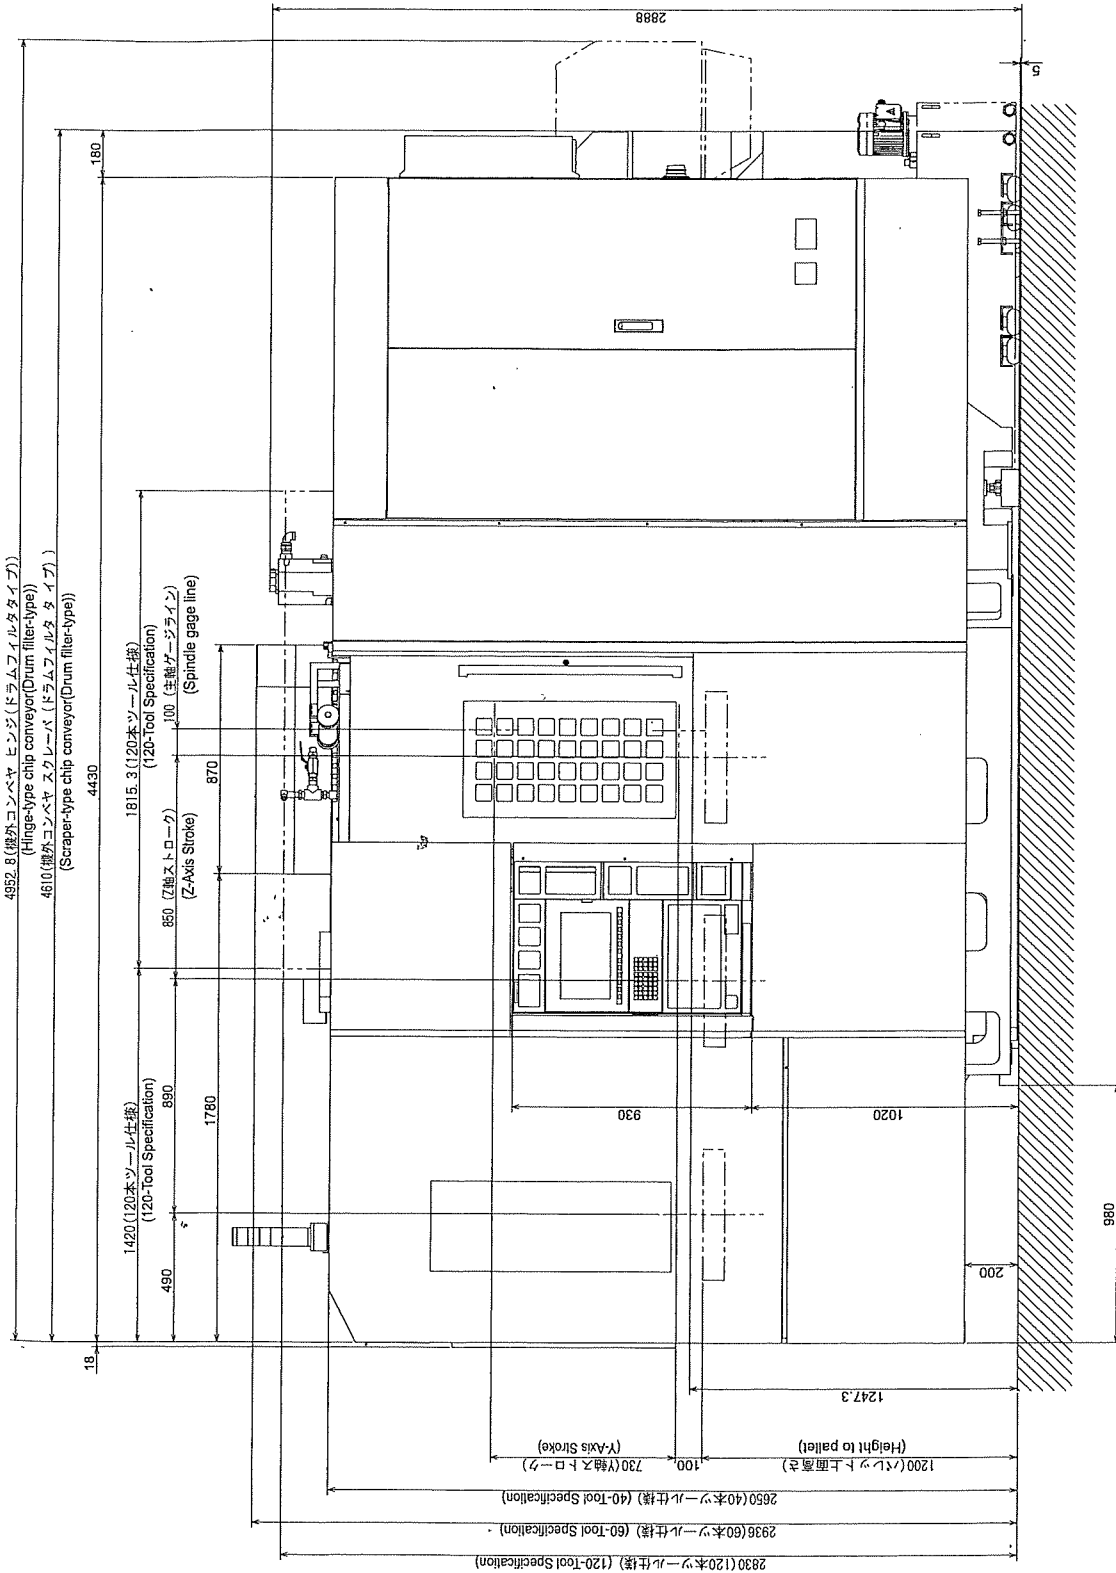 4952.8(機外コンベヤ ヒンジ(ドラムフィルタタイプ))
(Hinge-type chip conveyor(Drum filter-type))
4610(機外コンベヤ スクレーパ (ドラムフィルタ タ イプ) )
(Scraper-type chip conveyor(Drum filter-type))
180
4430
18
1815.3(120本ツール仕様)
(120-Tool Specification)
1420(120本ツール仕様)
(120-Tool Specification)
100 (主軸ゲージライン)
(Spindle gage line)
850 (Z軸ストローク)
(Z-Axis Stroke)
890
490
870
1780
2888
5
930
1020
200
980
1247.3
730(Y軸ストローク)
(Y-Axis Stroke)
100
1200(パレット上面高さ)
(Height to pallet)
2650(40本ツール仕様) (40-Tool Specification)
2936(60本ツール仕様) (60-Tool Specification)
2830(120本ツール仕様) (120-Tool Specification)